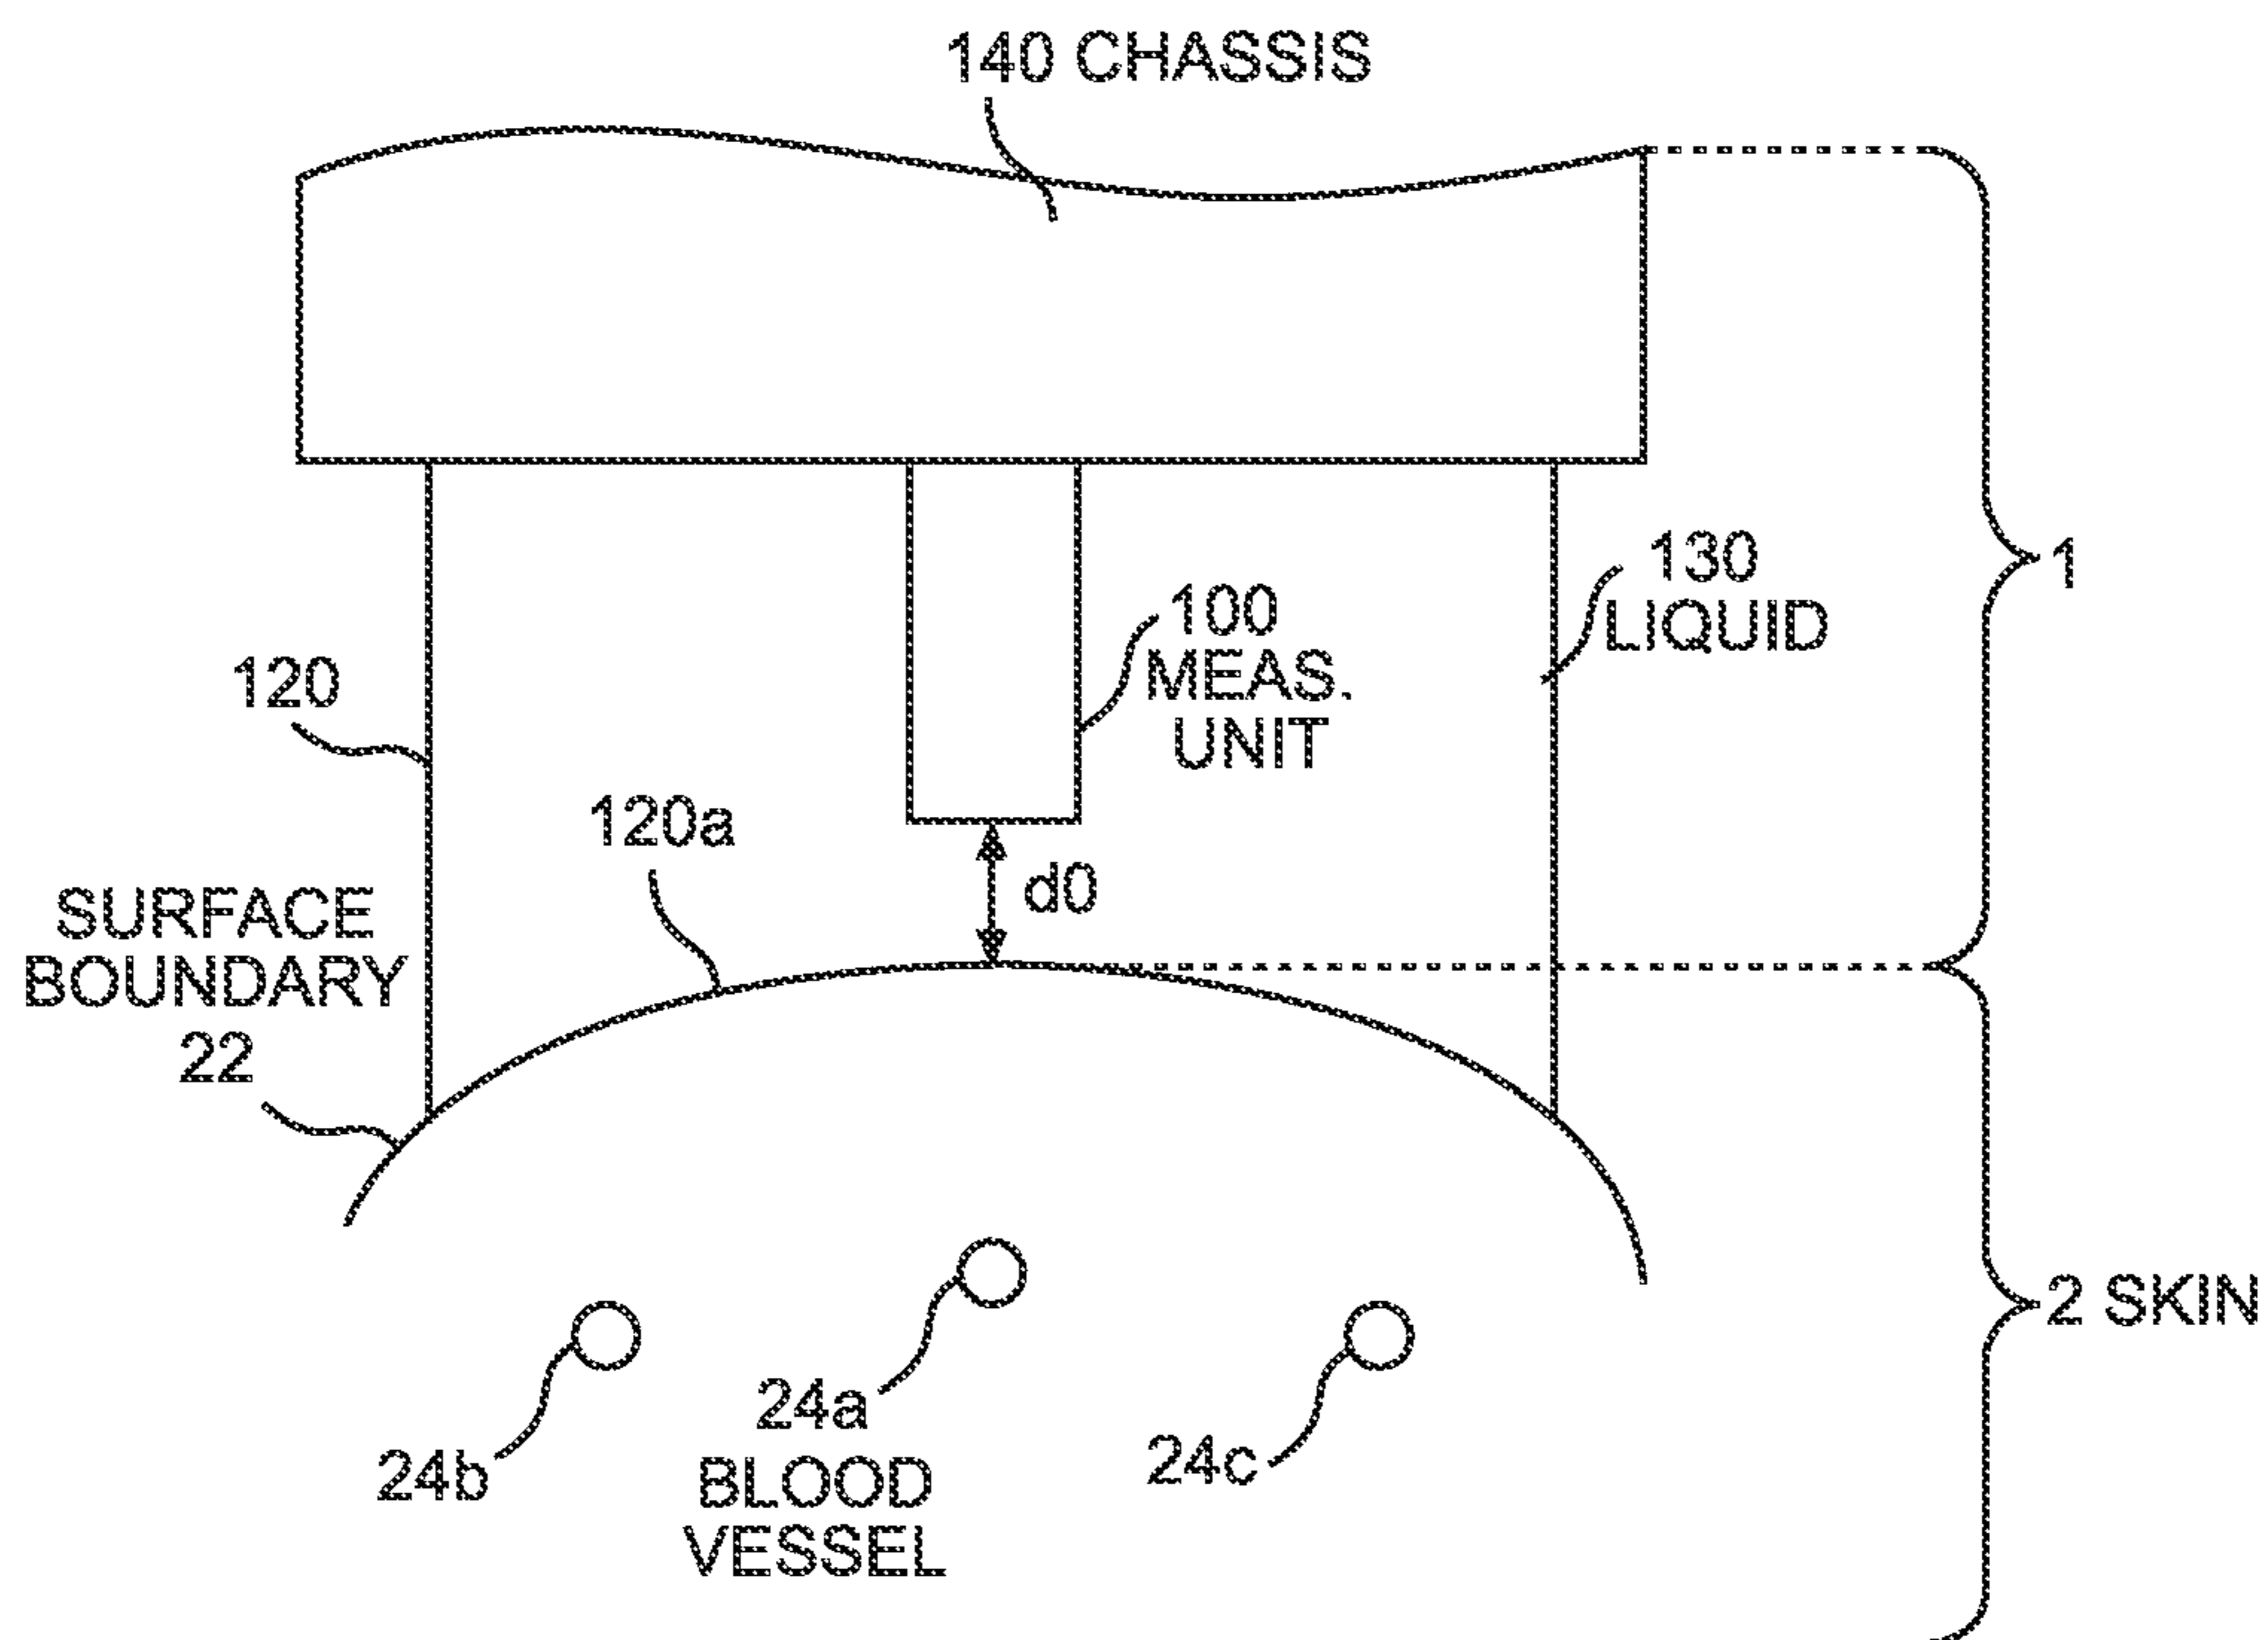 140 CHASSIS
130
LIQUID
1
100
MEAS.
UNIT
120
120a
d0
SURFACE
BOUNDARY
22
2 SKIN
24a
BLOOD
VESSEL
24b
24c